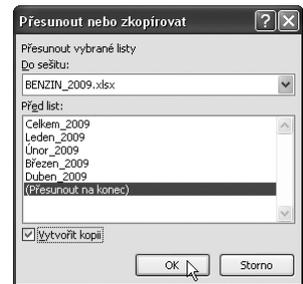 Přesunout nebo zkopírovat
Přesunout vybrané listy
Do sešitu:
BENZIN_2009.xlsx
Před list:
Celkem_2009
Leden_2009
Únor_2009
Březen_2009
Duben_2009
(Přesunout na konec)
Vytvořit kopii
OK Storno